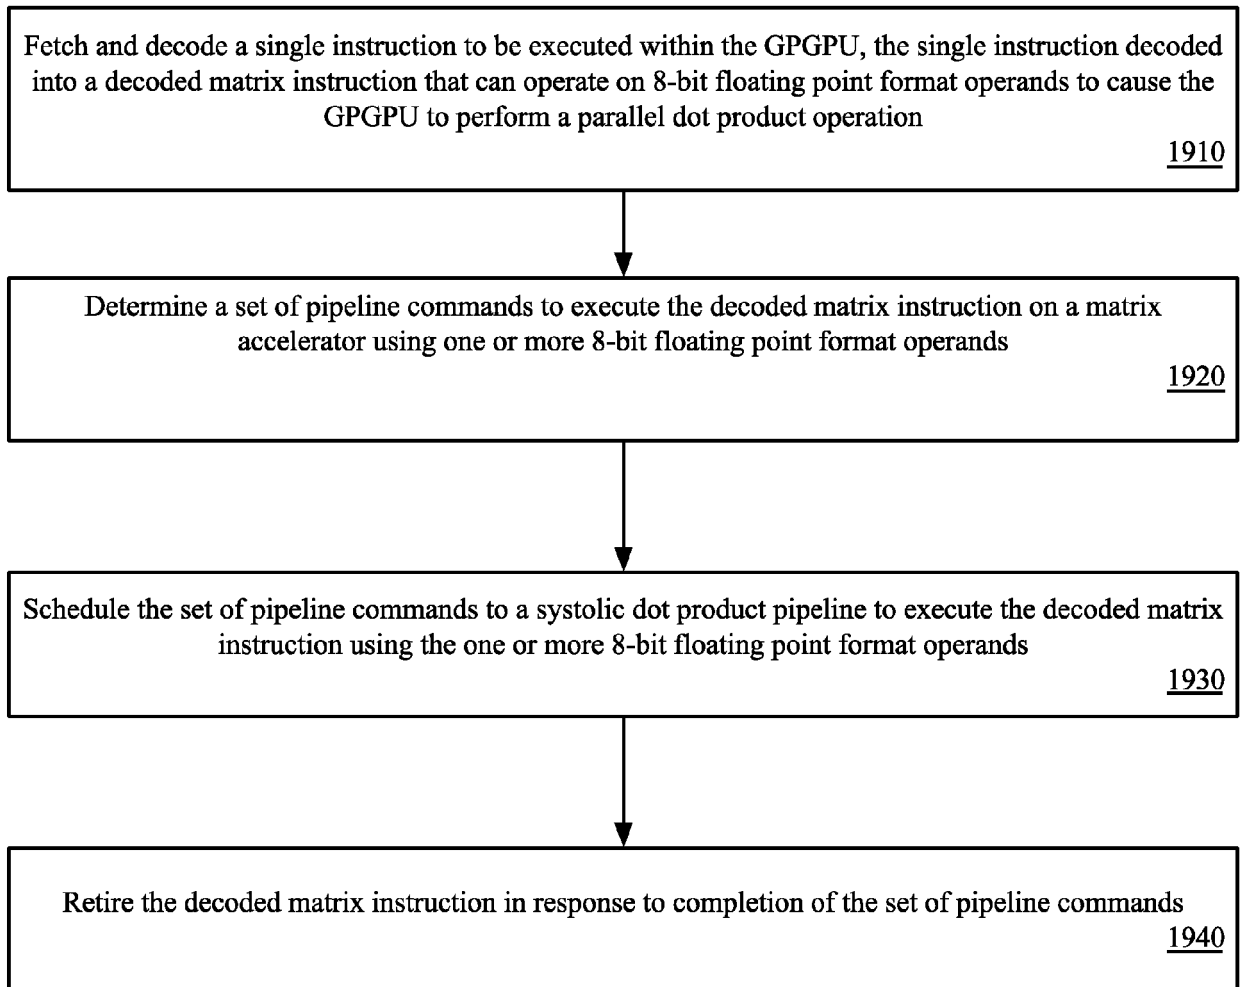 Fetch and decode a single instruction to be executed within the GPGPU, the single instruction decoded
into a decoded matrix instruction that can operate on 8-bit floating point format operands to cause the
GPGPU to perform a parallel dot product operation
1910
Determine a set of pipeline commands to execute the decoded matrix instruction on a matrix
accelerator using one or more 8-bit floating point format operands
1920
Schedule the set of pipeline commands to a systolic dot product pipeline to execute the decoded matrix
instruction using the one or more 8-bit floating point format operands
1930
Retire the decoded matrix instruction in response to completion of the set of pipeline commands
1940